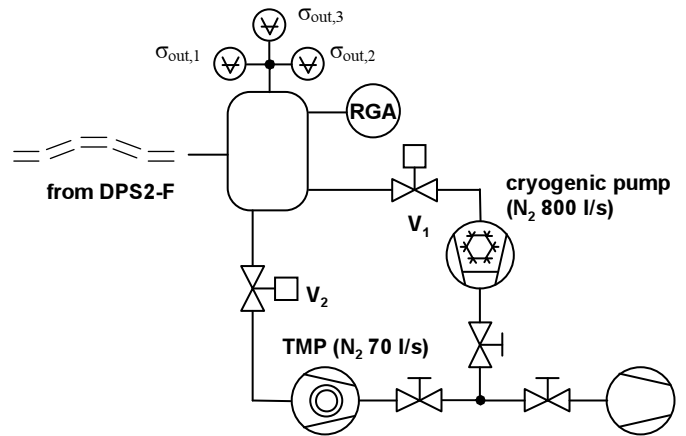 σout,3
σout,1
σout,2
RGA
from DPS2-F
cryogenic pump
(N2 800 l/s)
V1
V2
TMP (N2 70 l/s)